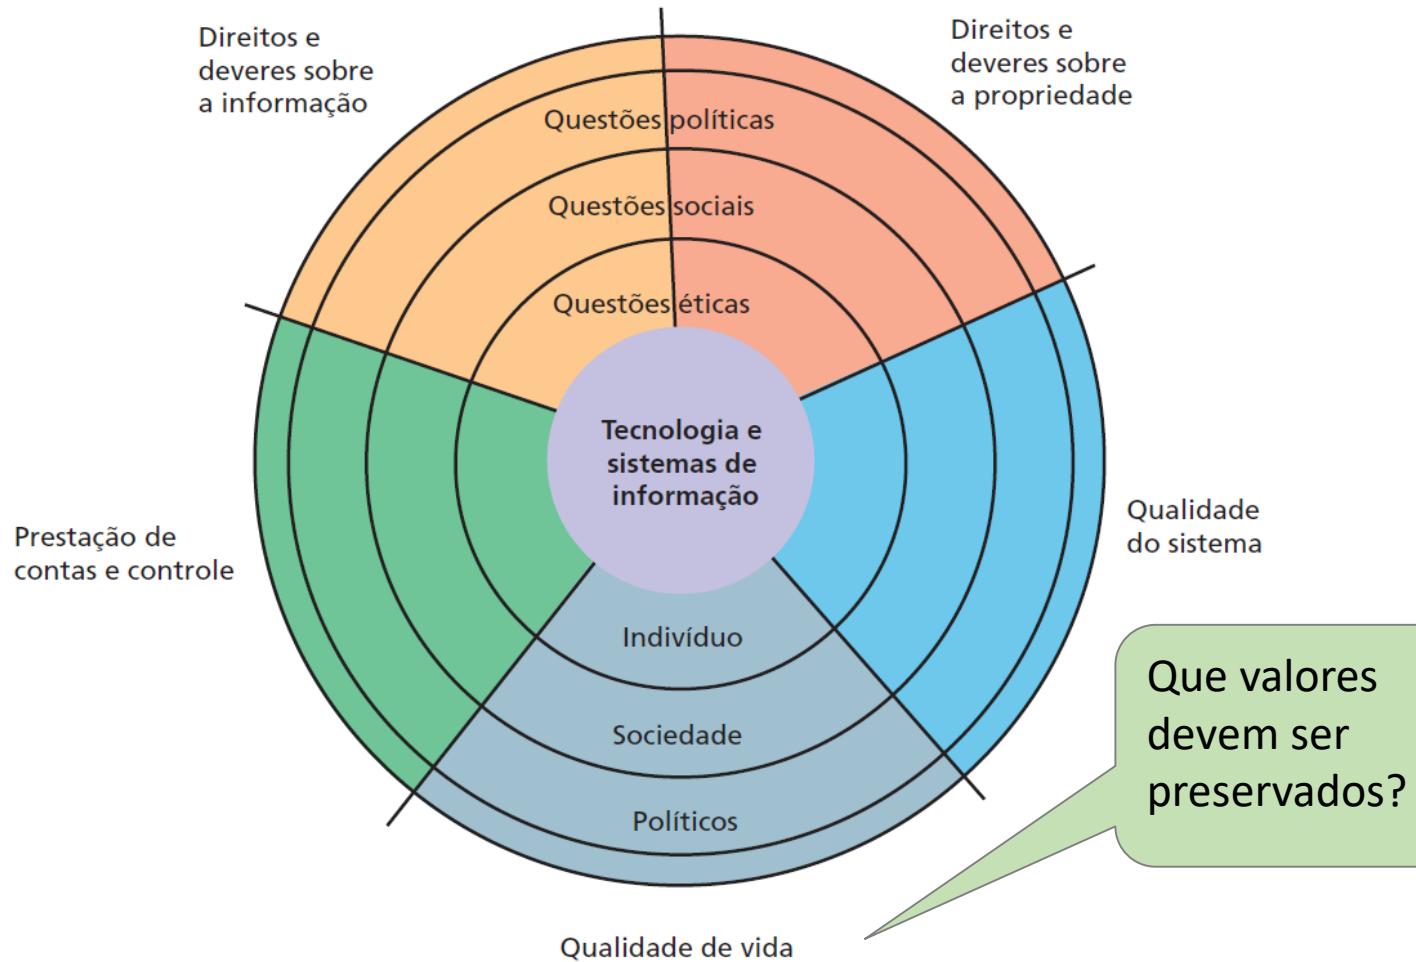 Direitos e
deveres sobre
a informação
Direitos e
deveres sobre
a propriedade
Questões políticas
Questões sociais
Questões éticas
Tecnologia e
sistemas de
informação
Prestação de
contas e controle
Qualidade
do sistema
Indivíduo
Sociedade
Políticos
Que valores
devem ser
preservados?
Qualidade de vida